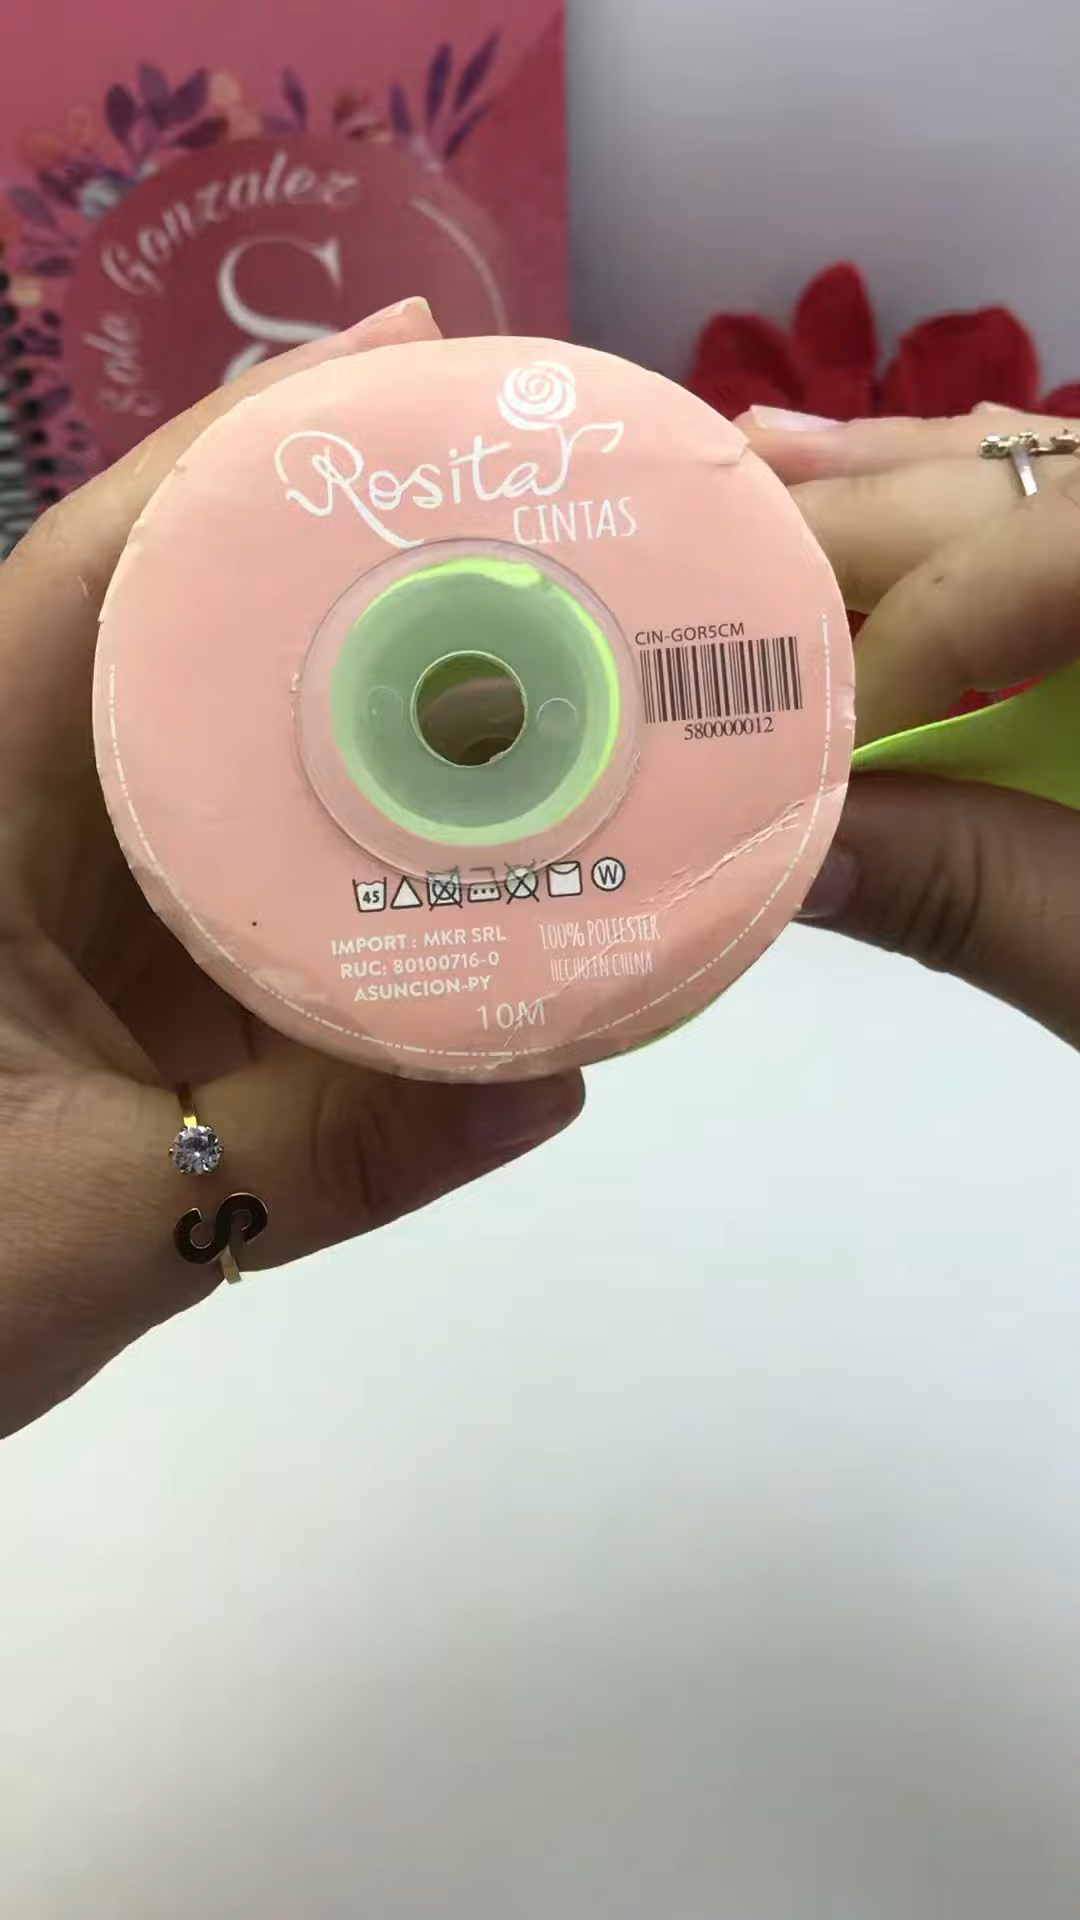 Sole Gonzalez
S
Rosita
CINTAS
CIN-GOR5CM
580000012
45
W
IMPORT : MKR SRL
RUC: 80100716-0
ASUNCION-PY
100% POLIESTER
HECHO EN CHINA
10M